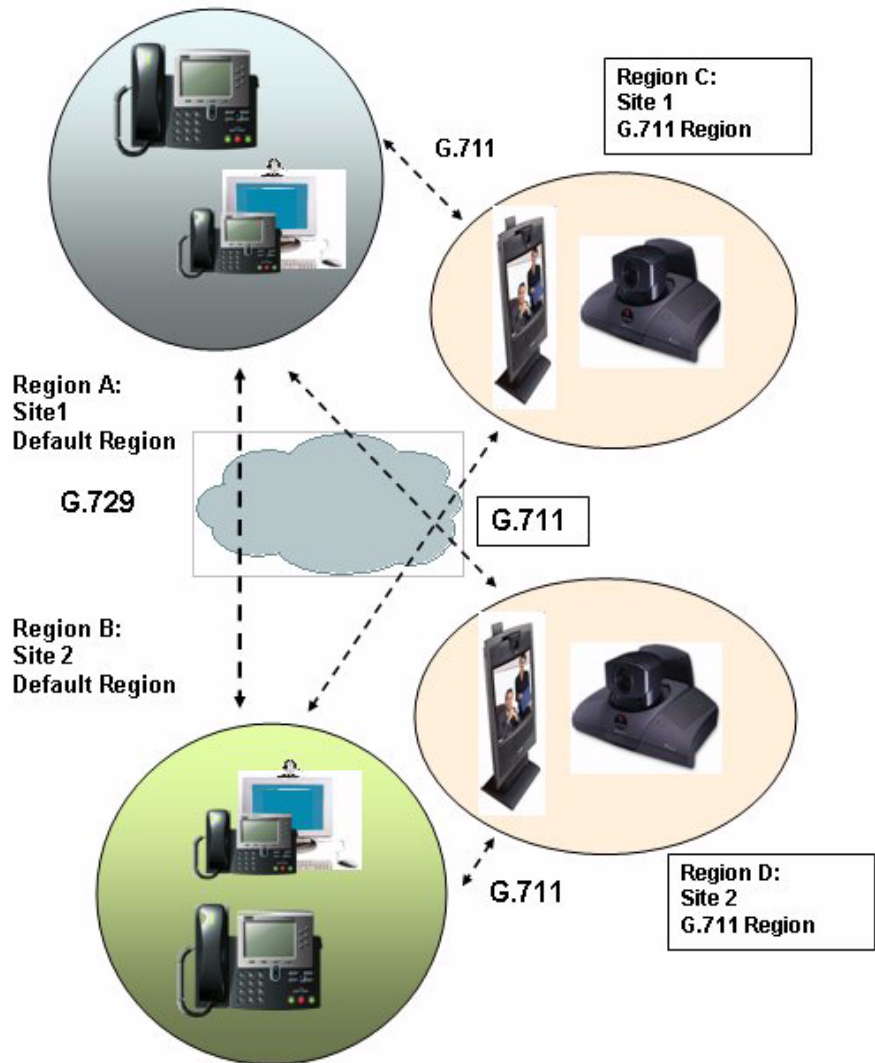 Region C:
Site 1
G.711 Region
G.711
Region A:
Site1
Default Region
G.729
G.711
Region B:
Site 2
Default Region
G.711
Region D:
Site 2
G.711 Region